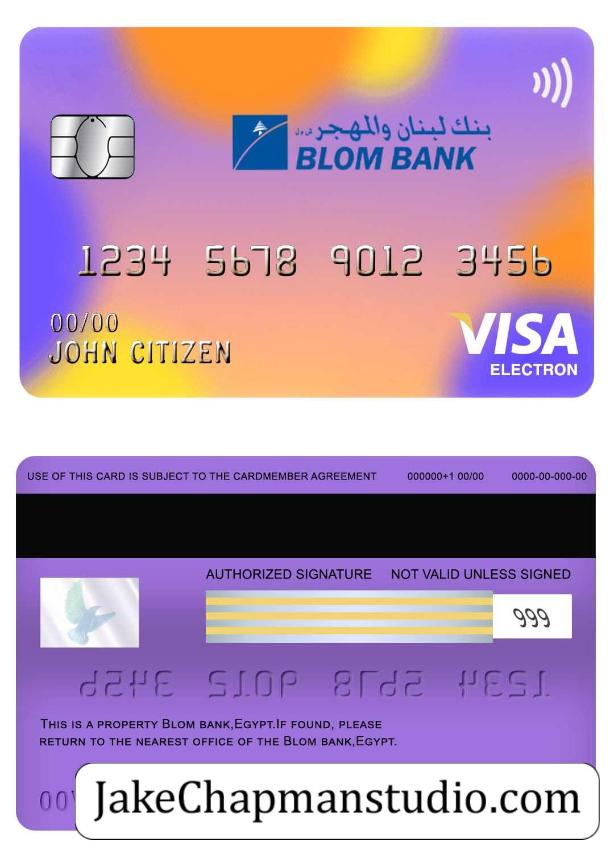 بنك لبنان والمهجر ش.م.ل
BLOM BANK
1234 5678 9012 3456
00/00
JOHN CITIZEN
VISA
ELECTRON
USE OF THIS CARD IS SUBJECT TO THE CARDMEMBER AGREEMENT 000000+1 00/00 0000-00-000-00
AUTHORIZED SIGNATURE NOT VALID UNLESS SIGNED
999
1234 5678 9012 3456
THIS IS A PROPERTY BLOM BANK,EGYPT.IF FOUND, PLEASE
RETURN TO THE NEAREST OFFICE OF THE BLOM BANK,EGYPT.
JakeChapmanstudio.com